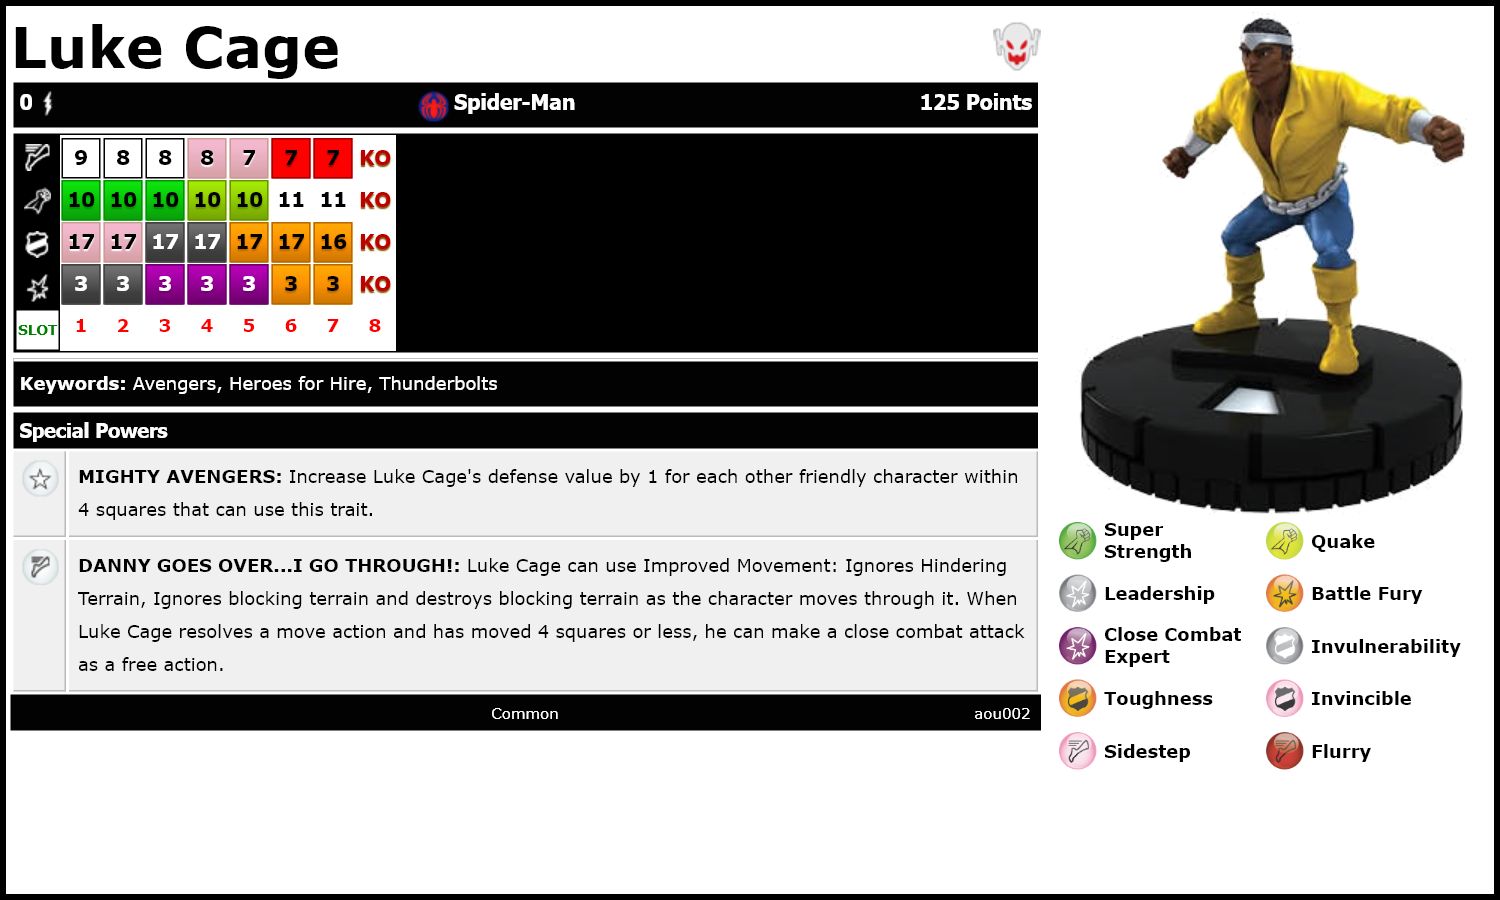 Luke Cage
0 Spider-Man 125 Points
9 8 8 8 7 7 7 KO
10 10 10 10 10 11 11 KO
17 17 17 17 17 17 16 KO
3 3 3 3 3 3 3 KO
SLOT 1 2 3 4 5 6 7 8
Keywords: Avengers, Heroes for Hire, Thunderbolts
Special Powers
MIGHTY AVENGERS: Increase Luke Cage's defense value by 1 for each other friendly character within
4 squares that can use this trait.
DANNY GOES OVER...I GO THROUGH!: Luke Cage can use Improved Movement: Ignores Hindering
Terrain, Ignores blocking terrain and destroys blocking terrain as the character moves through it. When
Luke Cage resolves a move action and has moved 4 squares or less, he can make a close combat attack
as a free action.
Common aou002
Super
Strength
Quake
Leadership
Battle Fury
Close Combat
Expert
Invulnerability
Toughness
Invincible
Sidestep
Flurry